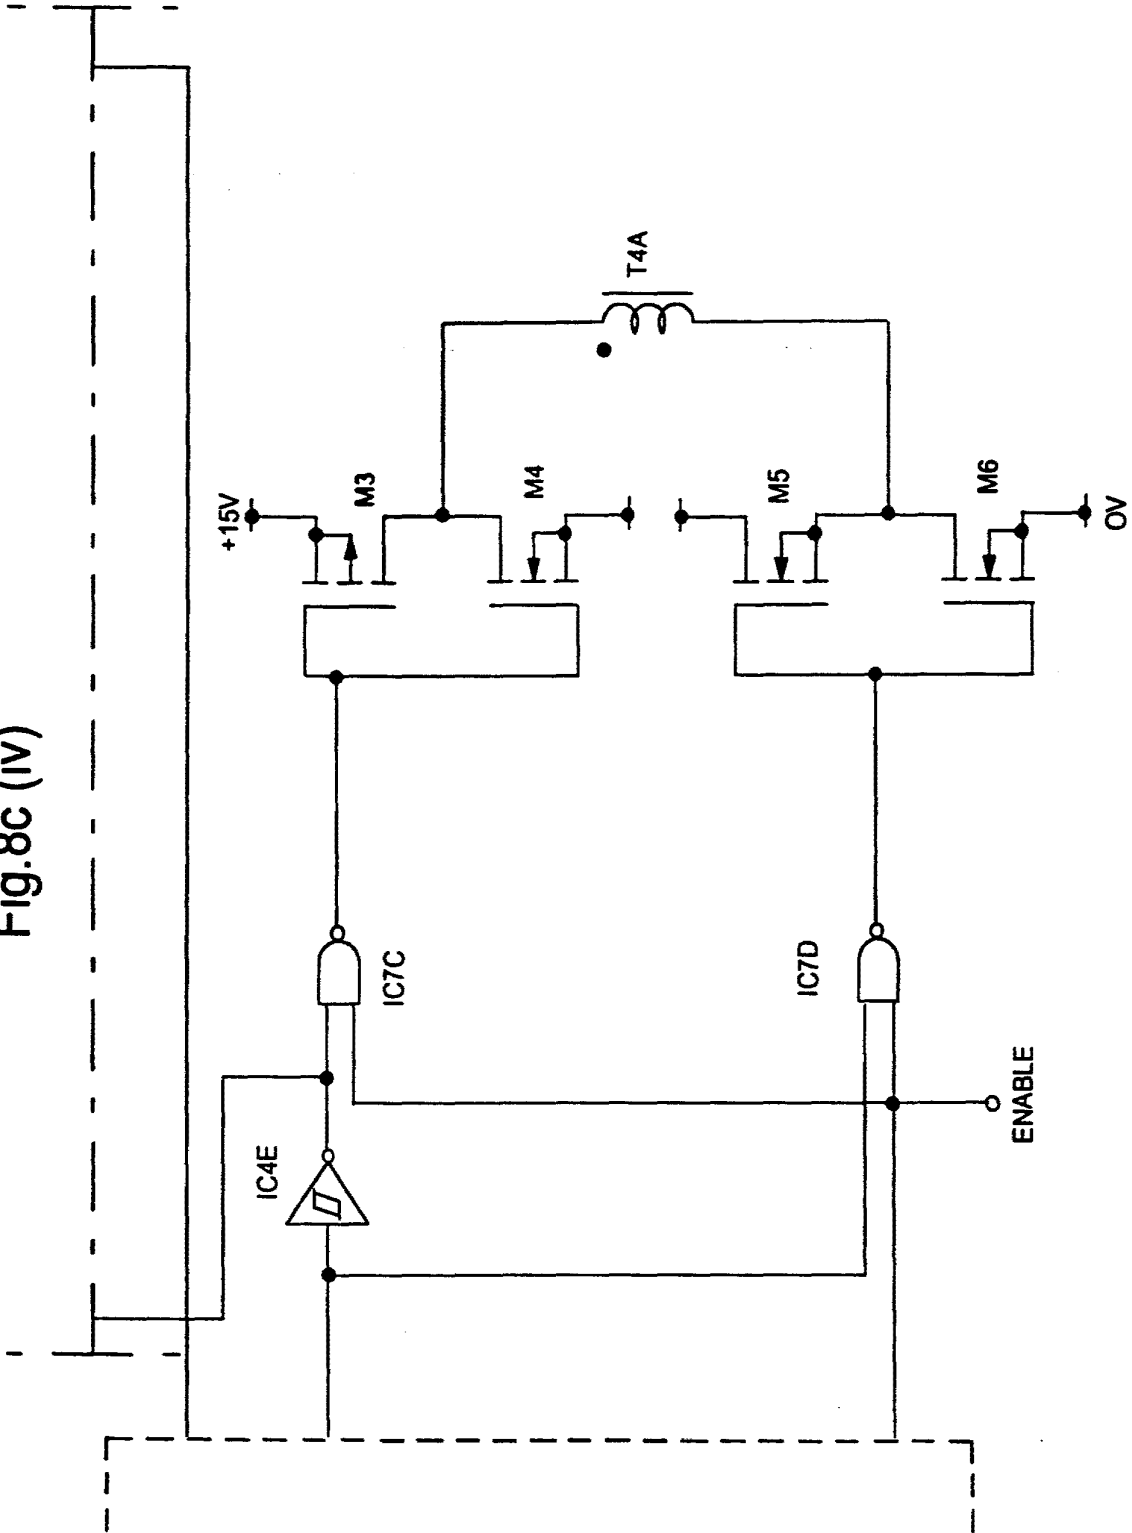 Fig.8c (iv)
+15V
M3
M4
M5
M6
0V
T4A
IC7C
IC7D
IC4E
ENABLE